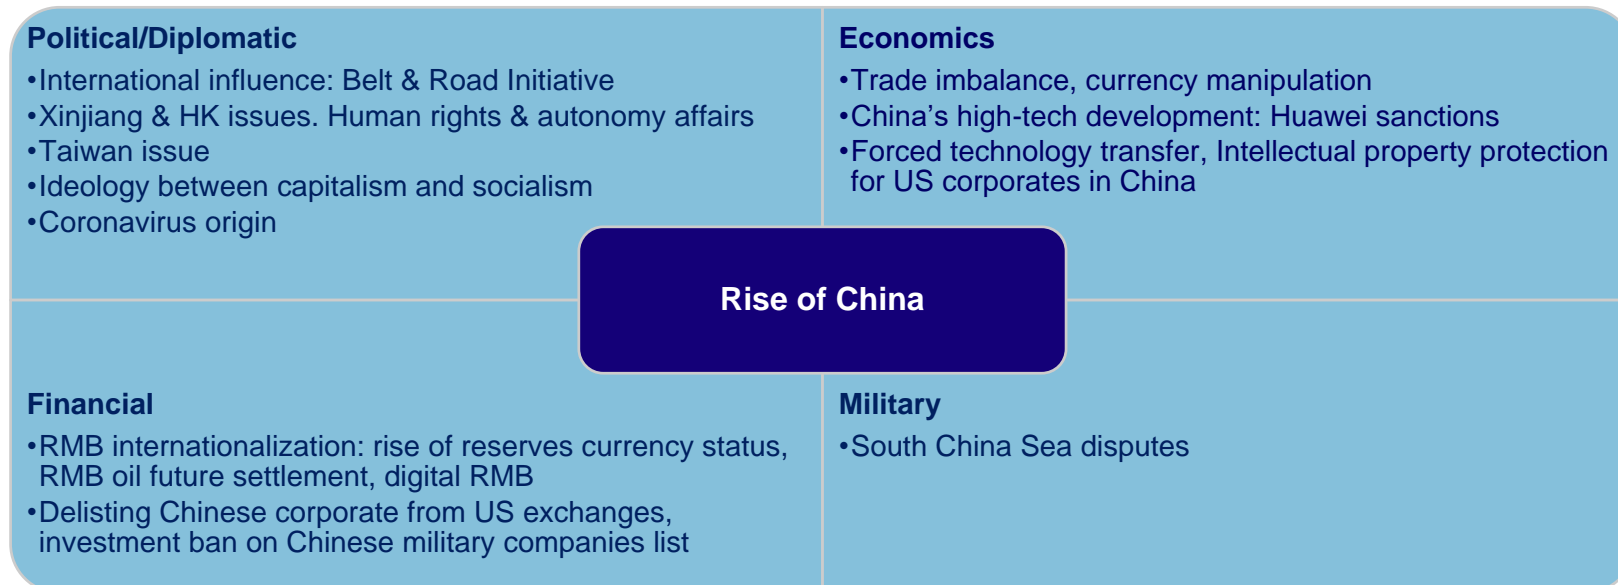 Political/Diplomatic
•International influence: Belt & Road Initiative
•Xinjiang & HK issues. Human rights & autonomy affairs
•Taiwan issue
•Ideology between capitalism and socialism
•Coronavirus origin
Economics
•Trade imbalance, currency manipulation
•China’s high-tech development: Huawei sanctions
•Forced technology transfer, Intellectual property protection
for US corporates in China
Rise of China
Financial
•RMB internationalization: rise of reserves currency status,
RMB oil future settlement, digital RMB
•Delisting Chinese corporate from US exchanges,
investment ban on Chinese military companies list
Military
•South China Sea disputes